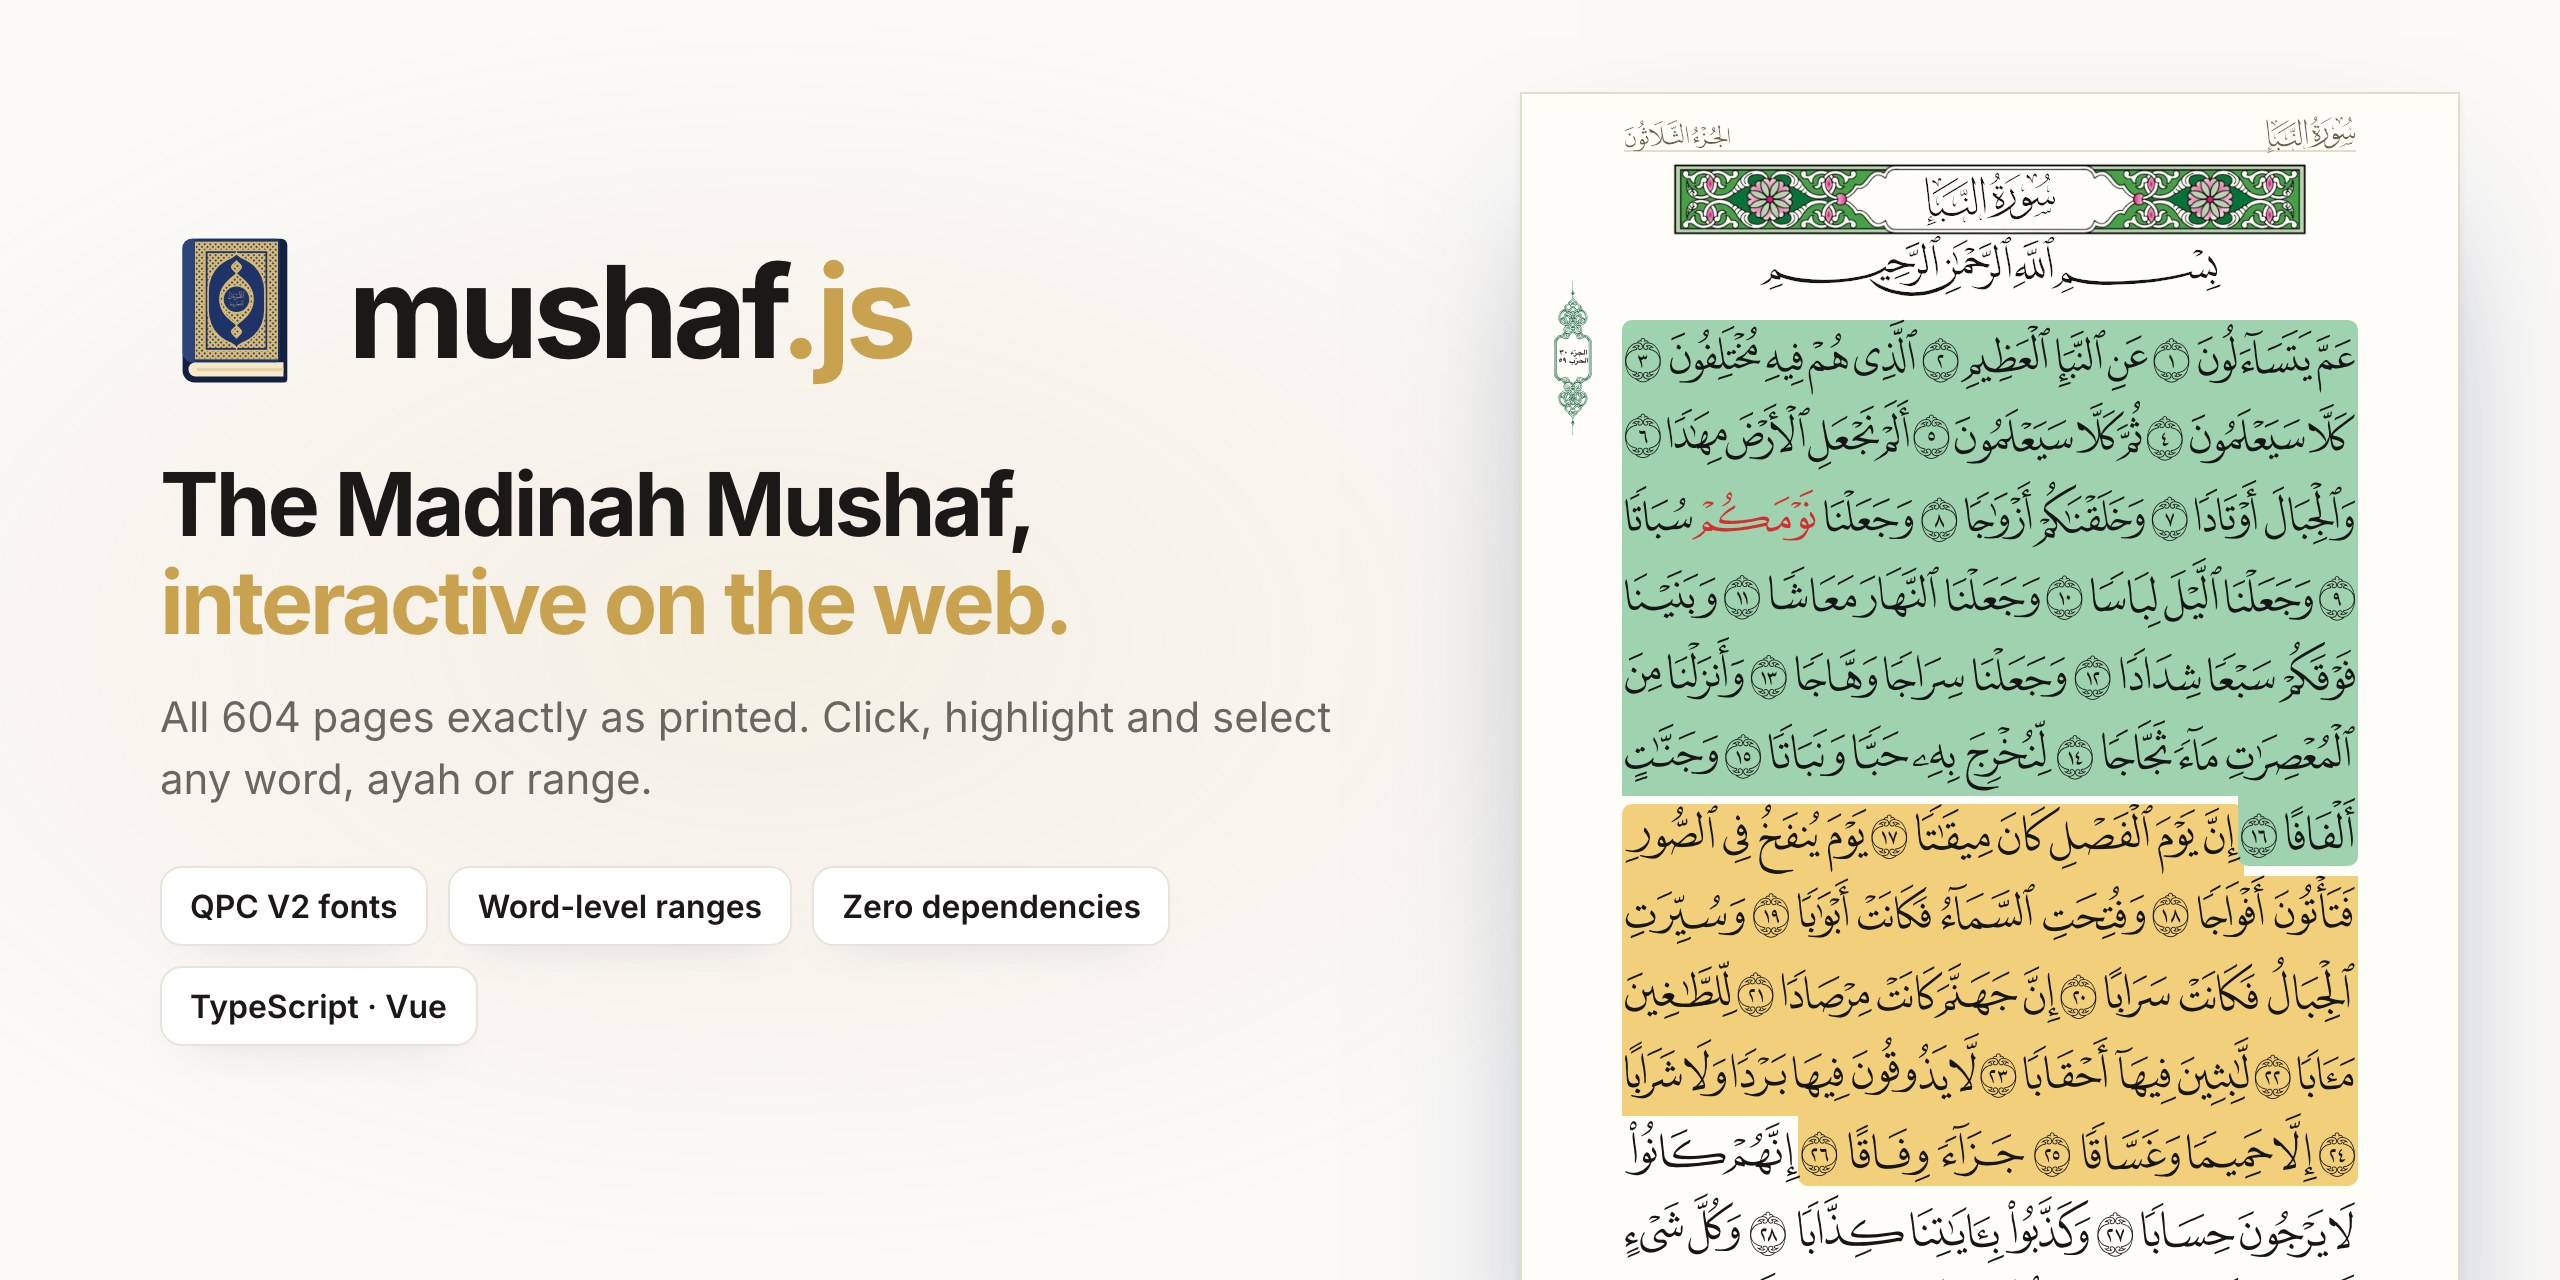 mushaf.js
The Madinah Mushaf,
interactive on the web.
All 604 pages exactly as printed. Click, highlight and select
any word, ayah or range.
QPC V2 fonts
Word-level ranges
Zero dependencies
TypeScript · Vue
سُورَةُ النَّبَإِ
الجُزْءُ الثَّلَاثُونَ
سُورَةُ النَّبَإِ
بِسْمِ ٱللَّهِ ٱلرَّحْمَٰنِ ٱلرَّحِيمِ
الجزء ٣٠
الحزب ٥٩
عَمَّ يَتَسَآءَلُونَ ١ عَنِ ٱلنَّبَإِ ٱلْعَظِيمِ ٢ ٱلَّذِى هُمْ فِيهِ مُخْتَلِفُونَ ٣
كَلَّا سَيَعْلَمُونَ ٤ ثُمَّ كَلَّا سَيَعْلَمُونَ ٥ أَلَمْ نَجْعَلِ ٱلْأَرْضَ مِهَٰدًا ٦
وَٱلْجِبَالَ أَوْتَادًا ٧ وَخَلَقْنَٰكُمْ أَزْوَٰجًا ٨ وَجَعَلْنَا نَوْمَكُمْ سُبَاتًا
٩ وَجَعَلْنَا ٱلَّيْلَ لِبَاسًا ١٠ وَجَعَلْنَا ٱلنَّهَارَ مَعَاشًا ١١ وَبَنَيْنَا
فَوْقَكُمْ سَبْعًا شِدَادًا ١٢ وَجَعَلْنَا سِرَاجًا وَهَّاجًا ١٣ وَأَنزَلْنَا مِنَ
ٱلْمُعْصِرَٰتِ مَآءً ثَجَّاجًا ١٤ لِّنُخْرِجَ بِهِۦ حَبًّا وَنَبَاتًا ١٥ وَجَنَّٰتٍ
أَلْفَافًا ١٦ إِنَّ يَوْمَ ٱلْفَصْلِ كَانَ مِيقَٰتًا ١٧ يَوْمَ يُنفَخُ فِى ٱلصُّورِ
فَتَأْتُونَ أَفْوَاجًا ١٨ وَفُتِحَتِ ٱلسَّمَآءُ فَكَانَتْ أَبْوَٰبًا ١٩ وَسُيِّرَتِ
ٱلْجِبَالُ فَكَانَتْ سَرَابًا ٢٠ إِنَّ جَهَنَّمَ كَانَتْ مِرْصَادًا ٢١ لِّلطَّٰغِينَ
مَـَٔابًا ٢٢ لَّٰبِثِينَ فِيهَآ أَحْقَابًا ٢٣ لَّا يَذُوقُونَ فِيهَا بَرْدًا وَلَا شَرَابًا
٢٤ إِلَّا حَمِيمًا وَغَسَّاقًا ٢٥ جَزَآءً وِفَاقًا ٢٦ إِنَّهُمْ كَانُوا۟
لَا يَرْجُونَ حِسَابًا ٢٧ وَكَذَّبُوا۟ بِـَٔايَٰتِنَا كِذَّابًا ٢٨ وَكُلَّ شَىْءٍ